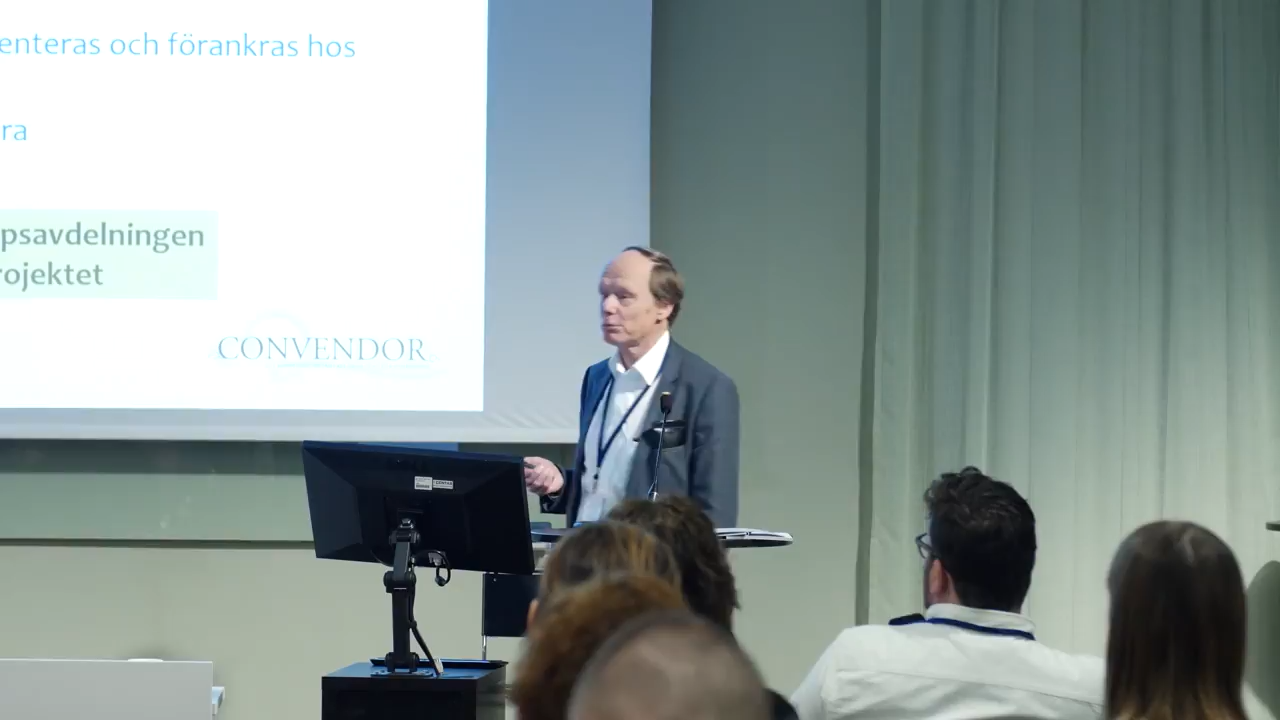 enteras och förankras hos
ra
psavdelningen
rojektet
CONVENDOR